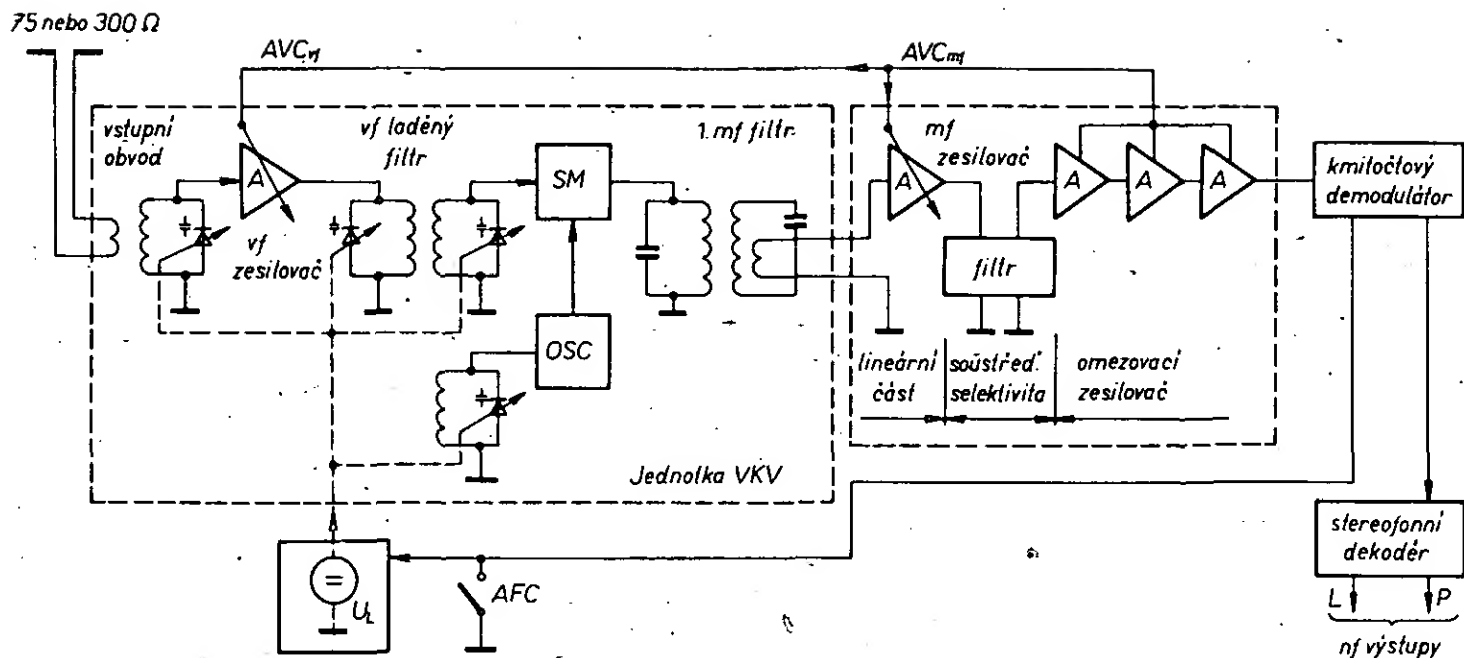 75 nebo 300 Ω
AVCvf
AVCmf
vstupní
obvod
vf laděný
filtr
1. mf filtr
mf
zesilovač
A
SM
A
A
A
A
kmitočtový
demodulátor
vf
zesilovač
filtr
OSC
lineární
část
soustřed.
selektivita
omezovací
zesilovač
Jednotka VKV
=
UL
AFC
stereofonní
dekodér
L
P
nf výstupy